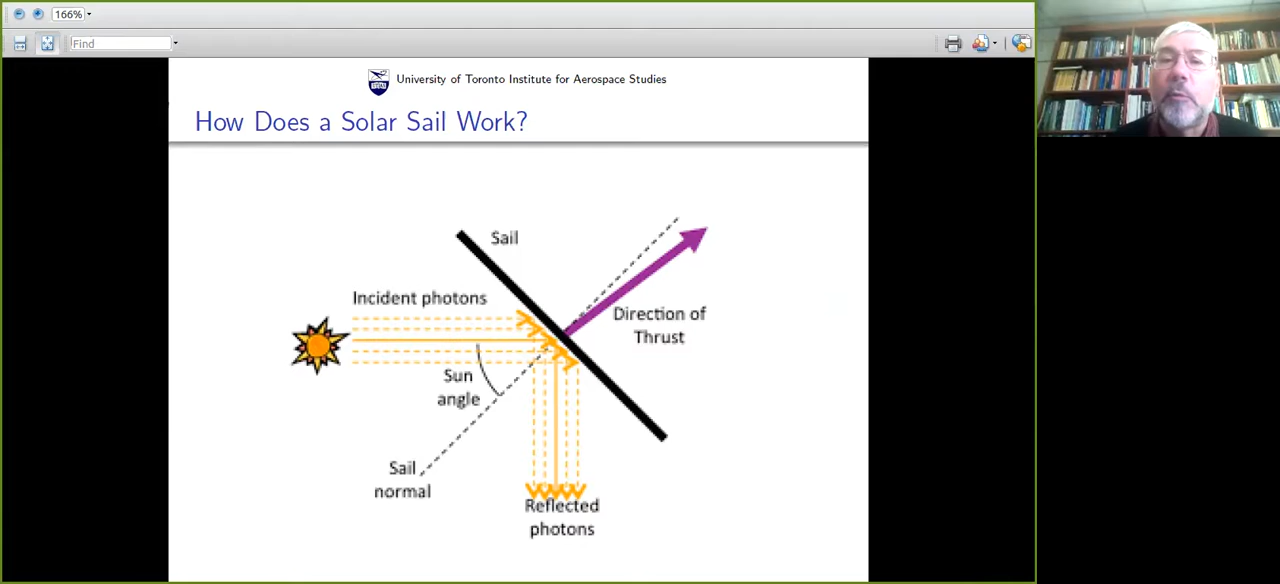 166%
Find
University of Toronto Institute for Aerospace Studies
How Does a Solar Sail Work?
Sail
Incident photons
Direction of
Thrust
Sun
angle
Sail
normal
Reflected
photons